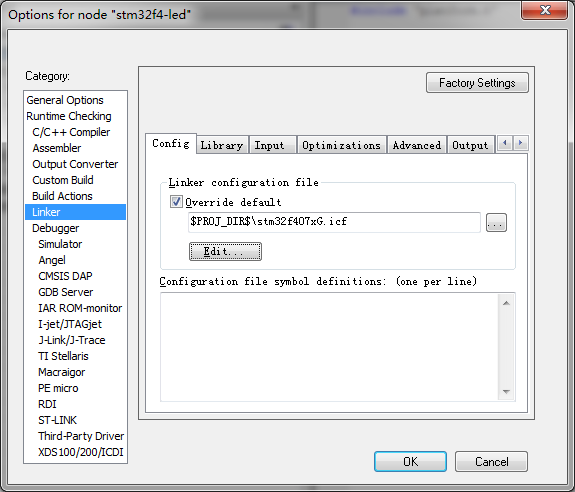 Options for node "stm32f4-led"
Category:
General Options
Runtime Checking
C/C++ Compiler
Assembler
Output Converter
Custom Build
Build Actions
Linker
Debugger
Simulator
Angel
CMSIS DAP
GDB Server
IAR ROM-monitor
I-jet/JTAGjet
J-Link/J-Trace
TI Stellaris
Macraigor
PE micro
RDI
ST-LINK
Third-Party Driver
XDS100/200/ICDI
Factory Settings
Config Library Input Optimizations Advanced Output
Linker configuration file
Override default
$PROJ_DIR$\stm32f407xG.icf
...
Edit...
Configuration file symbol definitions: (one per line)
OK Cancel